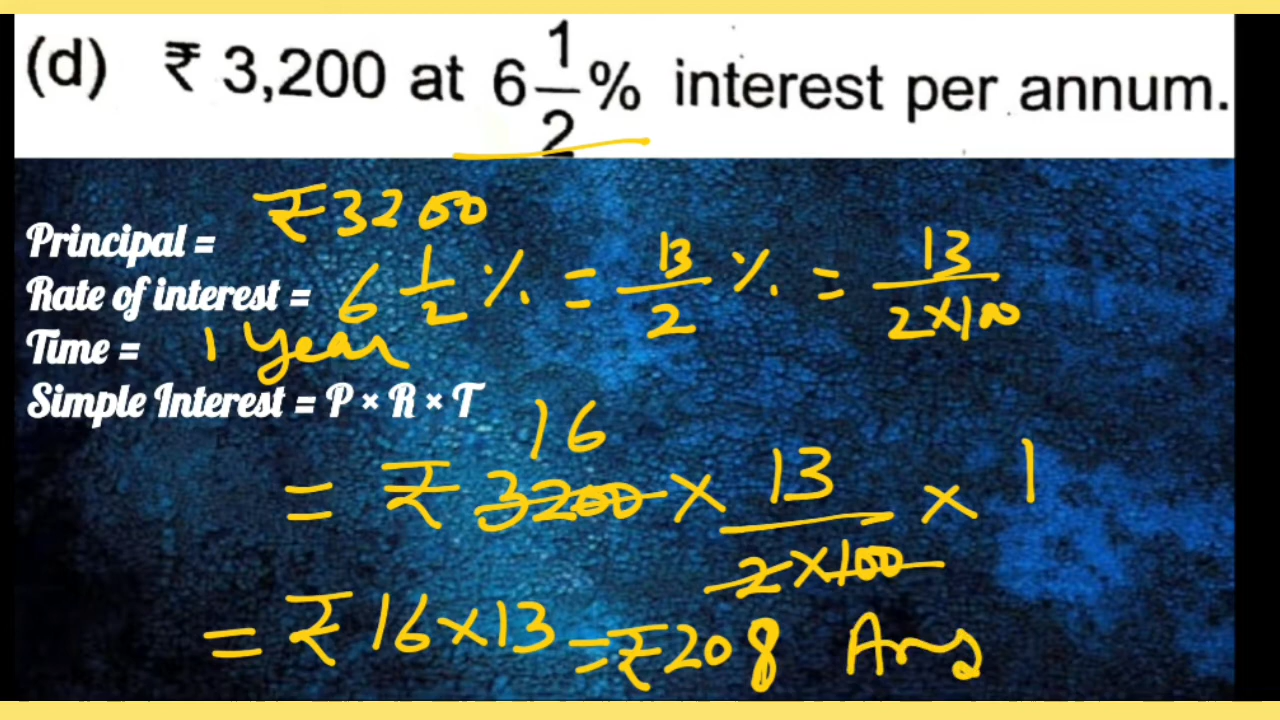 (d) ₹ 3,200 at 6 1/2 % interest per annum.
Principal = ₹3200
Rate of interest = 6 1/2 % = 13/2 % = 13/(2×100)
Time = 1 Year
Simple Interest = P × R × T
16
= ₹ 3200 × 13/(2×100) × 1
= ₹ 16×13 = ₹208 Ans